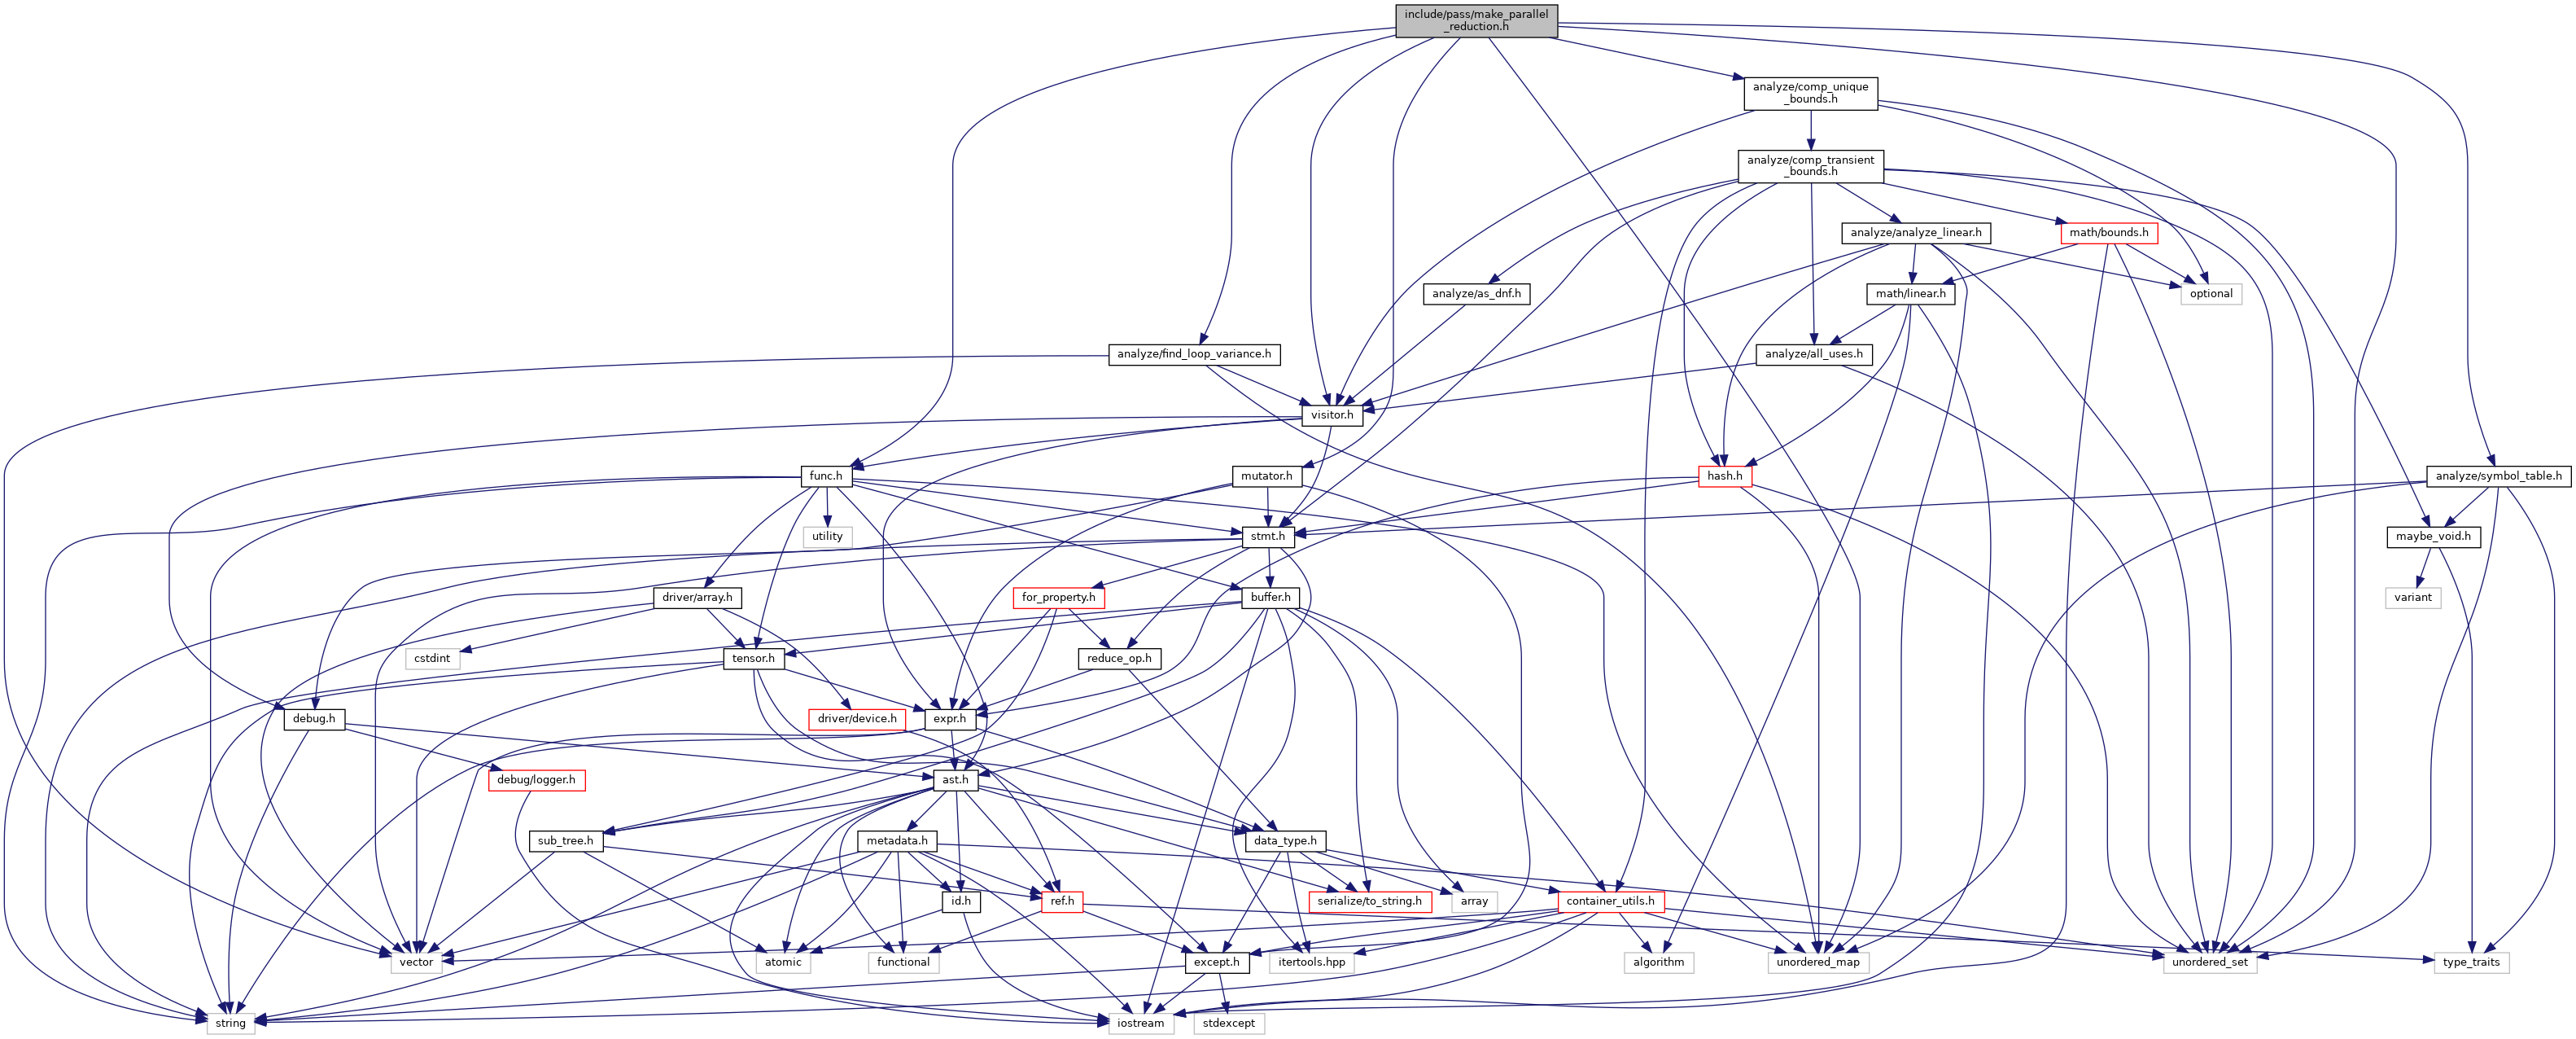 include/pass/make_parallel
_reduction.h
analyze/comp_unique
_bounds.h
analyze/comp_transient
_bounds.h
analyze/analyze_linear.h
math/bounds.h
analyze/as_dnf.h
math/linear.h
optional
analyze/find_loop_variance.h
analyze/all_uses.h
visitor.h
func.h
mutator.h
hash.h
analyze/symbol_table.h
utility
stmt.h
maybe_void.h
driver/array.h
for_property.h
buffer.h
variant
cstdint
tensor.h
reduce_op.h
debug.h
driver/device.h
expr.h
debug/logger.h
ast.h
sub_tree.h
metadata.h
data_type.h
id.h
ref.h
serialize/to_string.h
array
container_utils.h
vector
atomic
functional
except.h
itertools.hpp
algorithm
unordered_map
unordered_set
type_traits
string
iostream
stdexcept